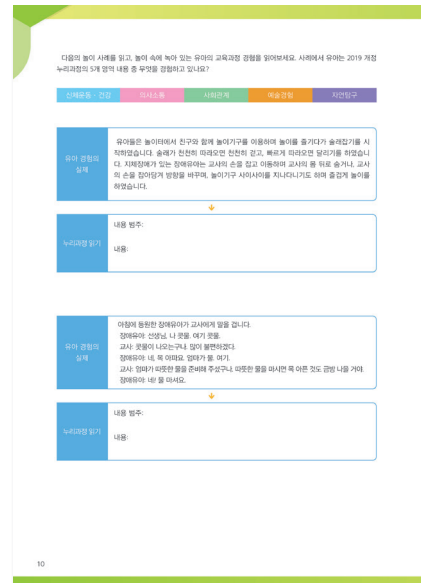 다음의 놀이 사례를 읽고, 놀이 속에 녹아 있는 유아의 교육과정 경험을 읽어보세요. 사례에서 유아는 2019 개정
누리과정의 5개 영역 내용 중 무엇을 경험하고 있나요?
신체운동·건강 의사소통 사회관계 예술경험 자연탐구
유아 경험의
실제
유아들은 놀이터에서 친구와 함께 놀이기구를 이용하며 놀이를 즐기다가 술래잡기를 시
작하였습니다. 술래가 천천히 따라오면 천천히 걷고, 빠르게 따라오면 달리기를 하였습니
다. 지체장애가 있는 장애유아는 교사의 손을 잡고 이동하며 교사의 몸 뒤로 숨거나, 교사
의 손을 잡아당겨 방향을 바꾸며, 놀이기구 사이사이를 지나다니기도 하며 즐겁게 놀이를
하였습니다.
누리과정 읽기
내용 범주:
내용:
유아 경험의
실제
아침에 등원한 장애유아가 교사에게 말을 겁니다.
장애유아: 선생님, 나 콧물. 여기 콧물.
교사: 콧물이 나오는구나. 많이 불편하겠다.
장애유아: 네, 목 아파요. 엄마가 물. 여기.
교사: 엄마가 따뜻한 물을 준비해 주셨구나. 따뜻한 물을 마시면 목 아픈 것도 금방 나을 거야.
장애유아: 네! 물 마셔요.
누리과정 읽기
내용 범주:
내용:
10